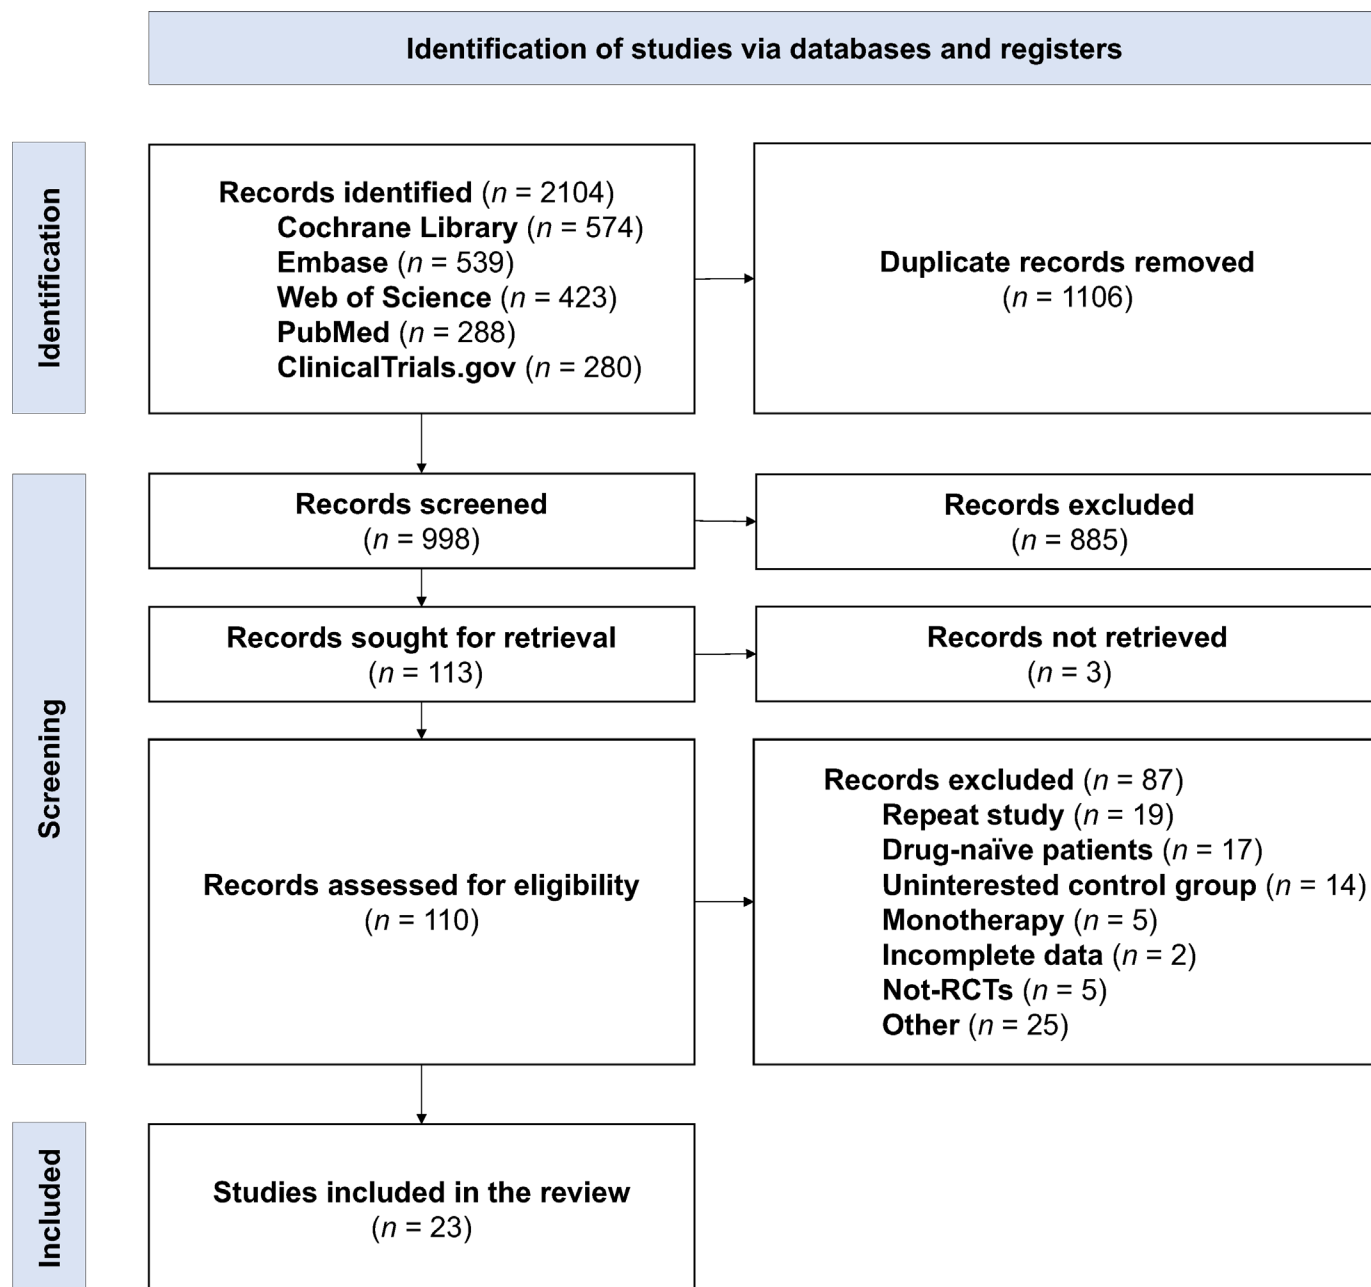 Identification of studies via databases and registers
Identification
Records identified (n = 2104)
Cochrane Library (n = 574)
Embase (n = 539)
Web of Science (n = 423)
PubMed (n = 288)
ClinicalTrials.gov (n = 280)
Duplicate records removed
(n = 1106)
Screening
Records screened
(n = 998)
Records excluded
(n = 885)
Records sought for retrieval
(n = 113)
Records not retrieved
(n = 3)
Records assessed for eligibility
(n = 110)
Records excluded (n = 87)
Repeat study (n = 19)
Drug-naïve patients (n = 17)
Uninterested control group (n = 14)
Monotherapy (n = 5)
Incomplete data (n = 2)
Not-RCTs (n = 5)
Other (n = 25)
Included
Studies included in the review
(n = 23)